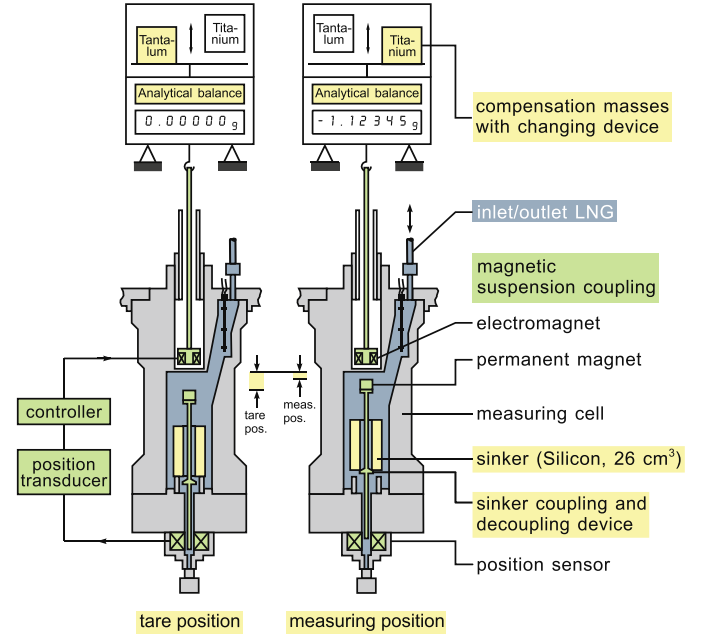 Tanta-
lum
Tita-
nium
Analytical balance
0.00000g
Tanta-
lum
Tita-
nium
Analytical balance
-1.12345g
compensation masses
with changing device
inlet/outlet LNG
magnetic
suspension coupling
electromagnet
permanent magnet
measuring cell
sinker (Silicon, 26 cm³)
sinker coupling and
decoupling device
position sensor
controller
position
transducer
tare
pos.
meas.
pos.
tare position
measuring position